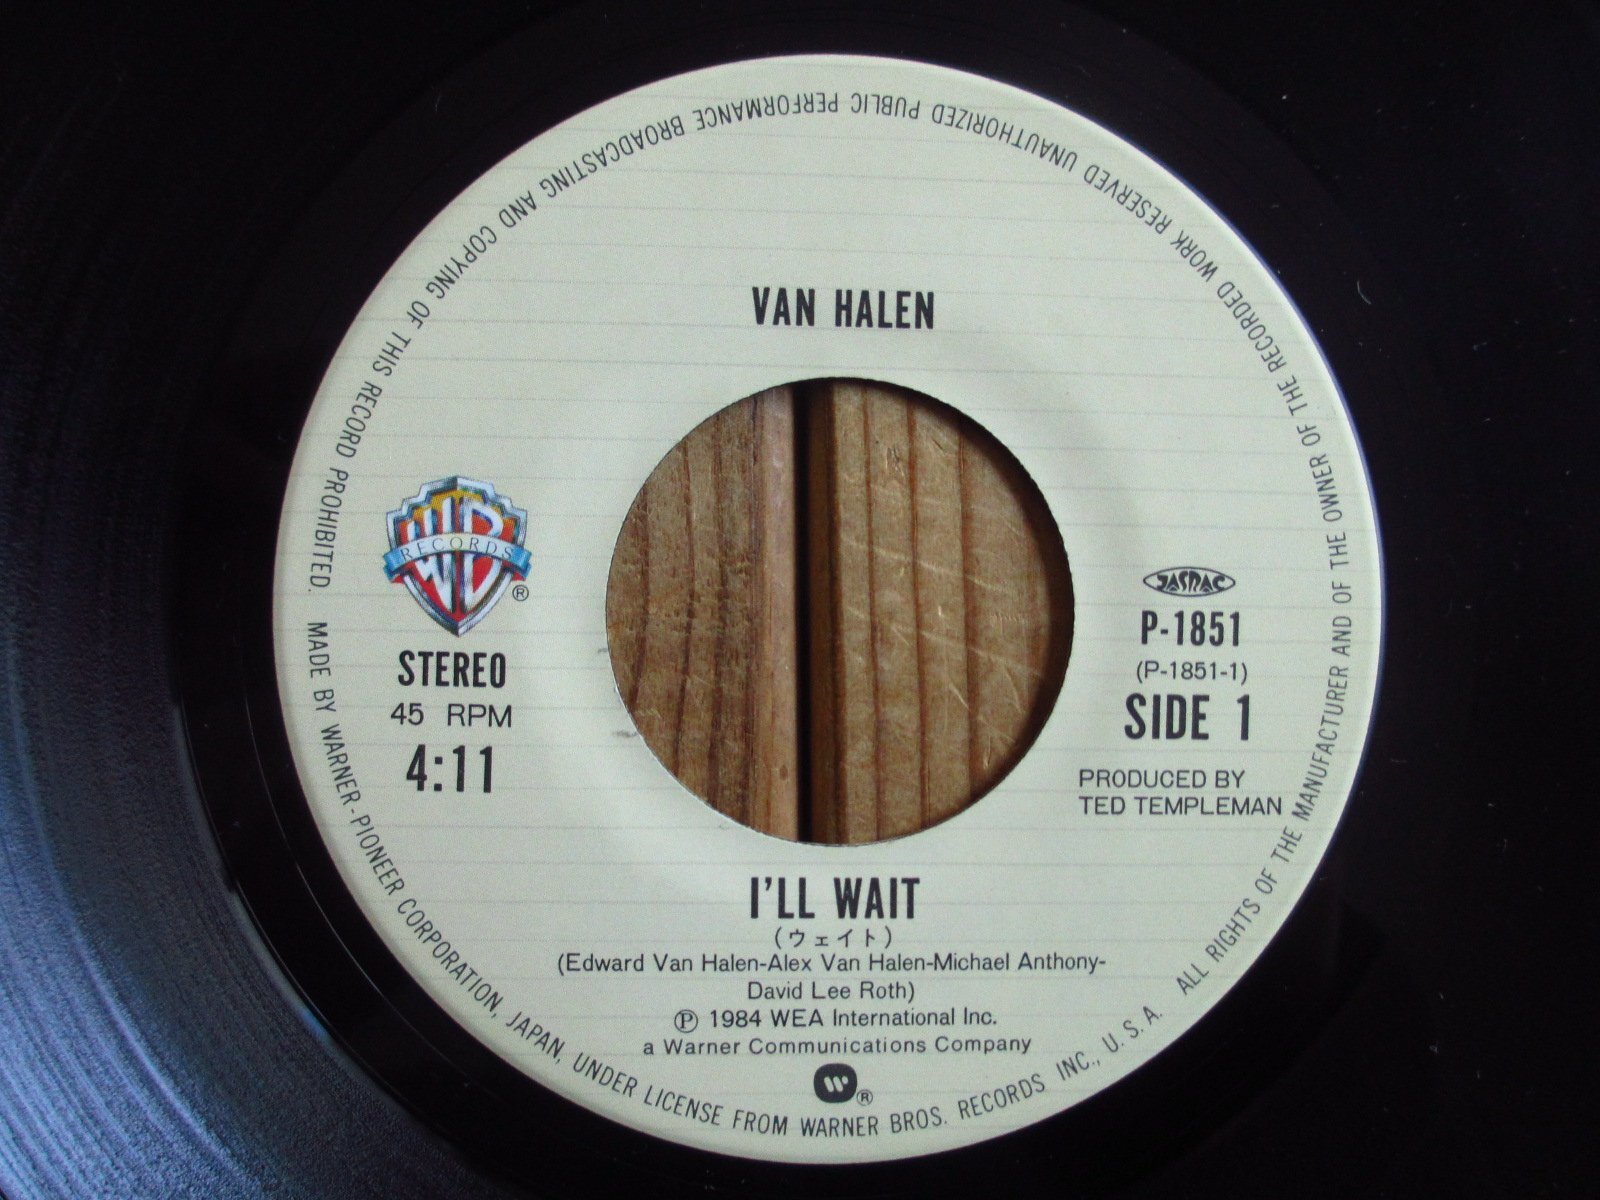 VAN HALEN
WB
RECORDS
®
STEREO
45 RPM
4:11
JASRAC
P-1851
(P-1851-1)
SIDE 1
PRODUCED BY
TED TEMPLEMAN
I'LL WAIT
(ウェイト)
(Edward Van Halen-Alex Van Halen-Michael Anthony-
David Lee Roth)
Ⓟ 1984 WEA International Inc.
a Warner Communications Company
W®
MADE BY WARNER-PIONEER CORPORATION, JAPAN, UNDER LICENSE FROM WARNER BROS. RECORDS INC., U.S.A. ALL RIGHTS OF THE MANUFACTURER AND OF THE OWNER OF THE RECORDED WORK RESERVED UNAUTHORIZED PUBLIC PERFORMANCE BROADCASTING AND COPYING OF THIS RECORD PROHIBITED.